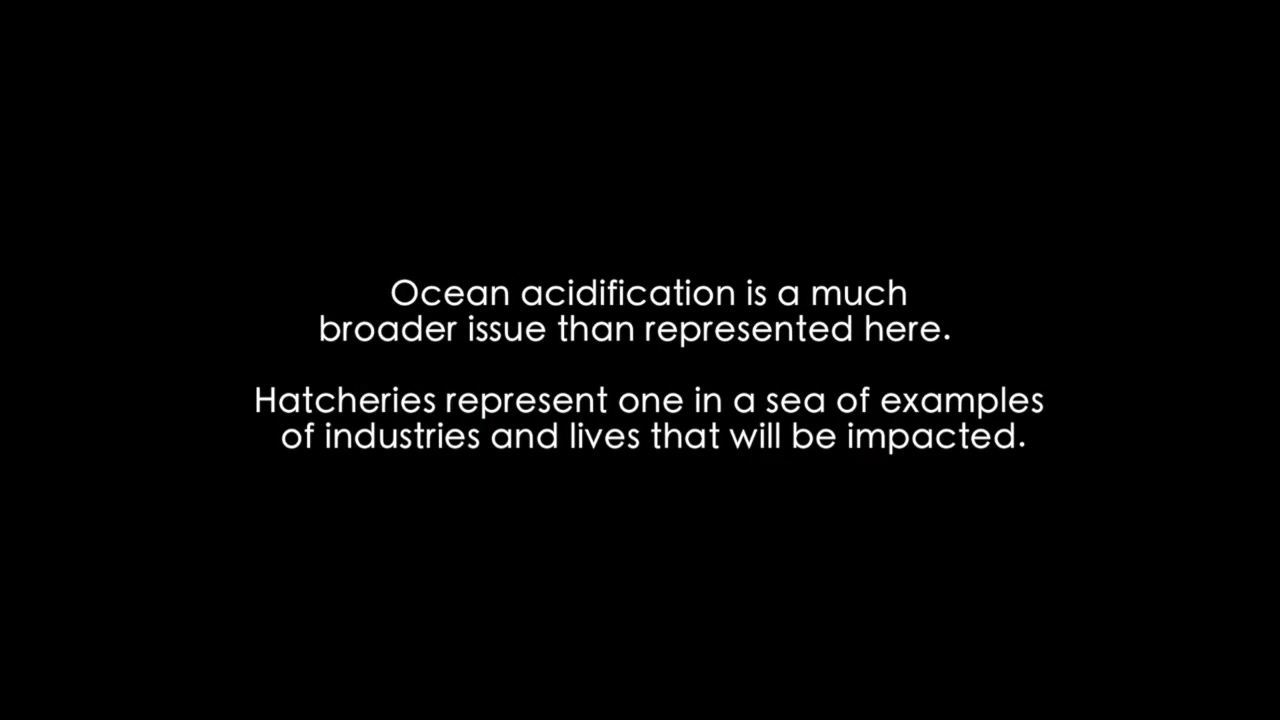 Ocean acidification is a much
broader issue than represented here.
Hatcheries represent one in a sea of examples
of industries and lives that will be impacted.